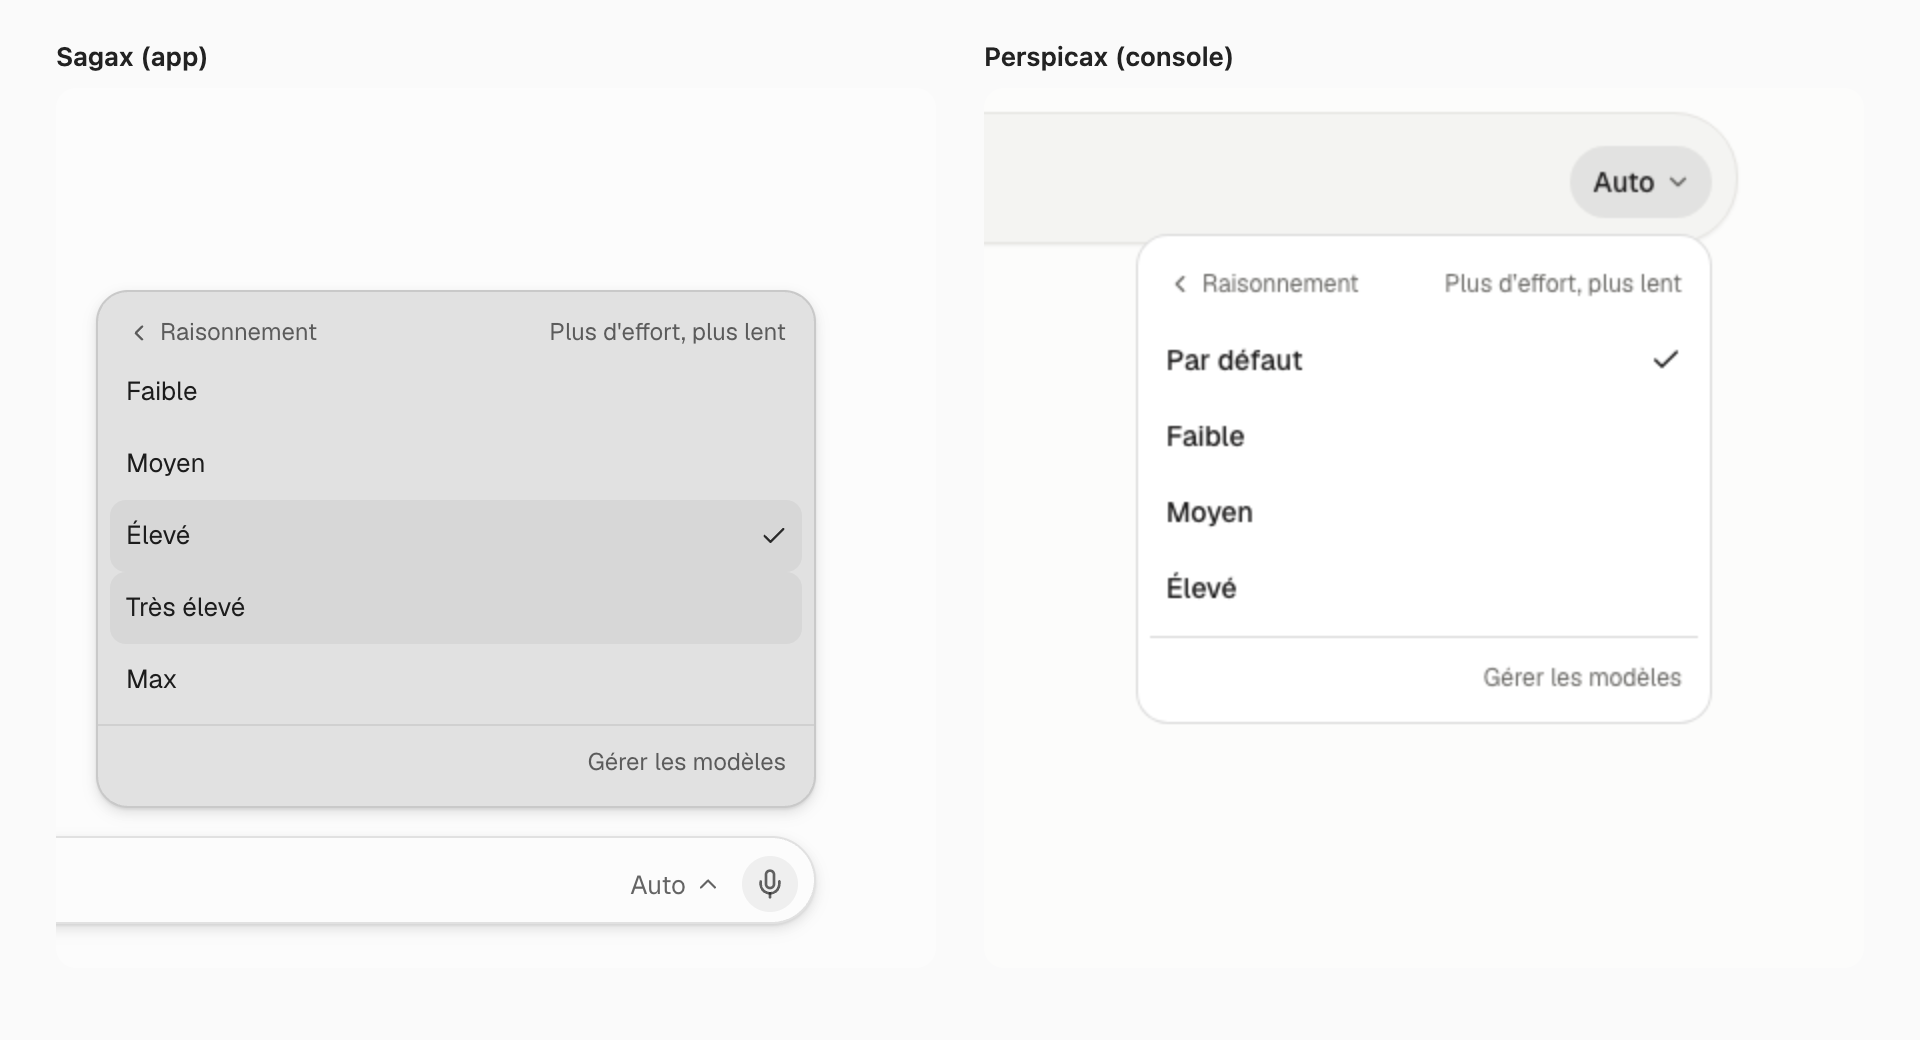 Sagax (app)
Raisonnement Plus d'effort, plus lent
Faible
Moyen
Élevé
Très élevé
Max
Gérer les modèles
Auto
Perspicax (console)
Auto
Raisonnement Plus d’effort, plus lent
Par défaut
Faible
Moyen
Élevé
Gérer les modèles